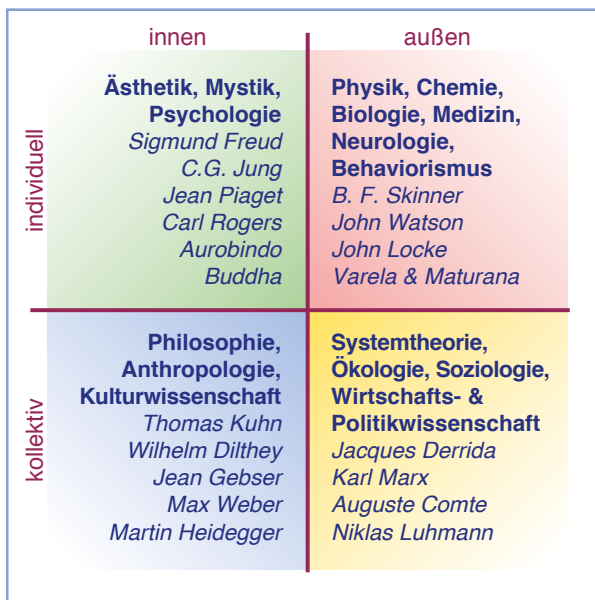 innen
außen
individuell
Ästhetik, Mystik,
Psychologie
Sigmund Freud
C.G. Jung
Jean Piaget
Carl Rogers
Aurobindo
Buddha
Physik, Chemie,
Biologie, Medizin,
Neurologie,
Behaviorismus
B. F. Skinner
John Watson
John Locke
Varela & Maturana
kollektiv
Philosophie,
Anthropologie,
Kulturwissenschaft
Thomas Kuhn
Wilhelm Dilthey
Jean Gebser
Max Weber
Martin Heidegger
Systemtheorie,
Ökologie, Soziologie,
Wirtschafts- &
Politikwissenschaft
Jacques Derrida
Karl Marx
Auguste Comte
Niklas Luhmann